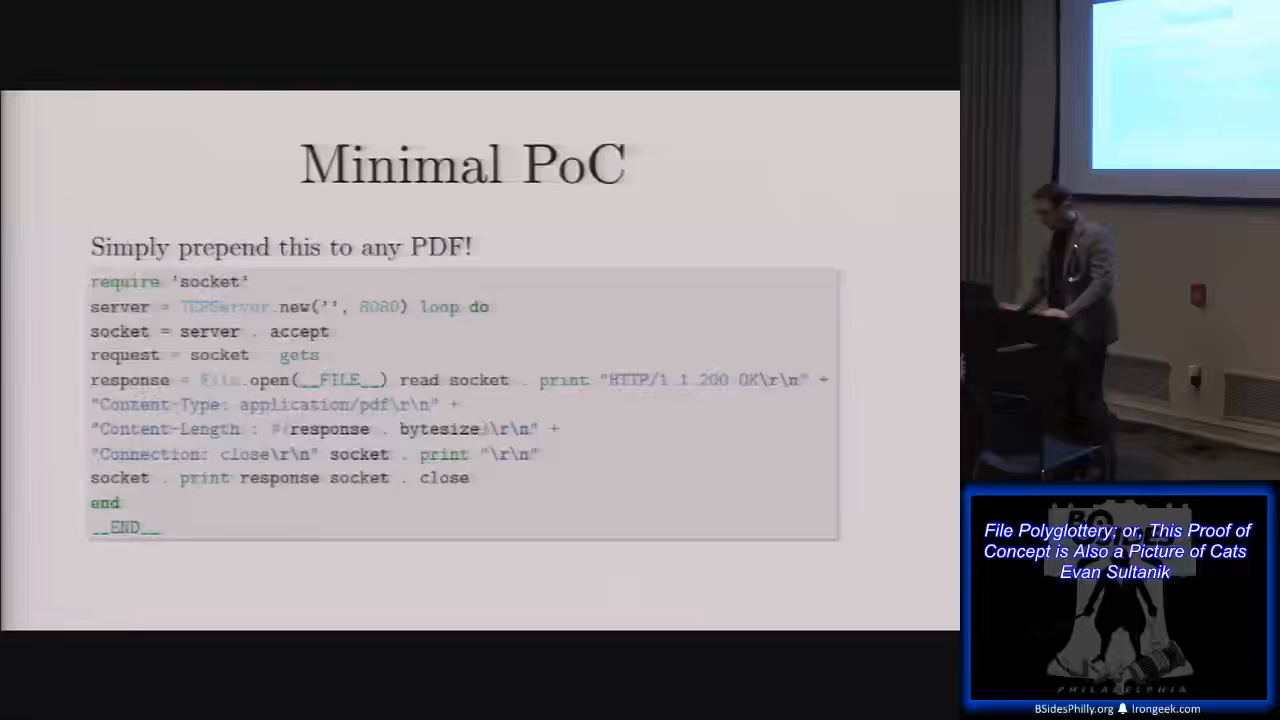 Minimal PoC
Simply prepend this to any PDF!
require 'socket'
server = TCPServer.new('', 8080) loop do
socket = server . accept
request = socket gets
response = File.open(__FILE__) read socket . print "HTTP/1 1 200 OK\r\n" +
"Content-Type: application/pdf\r\n" +
"Content-Length : #{response . bytesize}\r\n" +
"Connection: close\r\n" socket . print "\r\n"
socket . print response socket . close
end
__END__
File Polyglottery; or, This Proof of
Concept is Also a Picture of Cats
Evan Sultanik
BSIDES
PHILADELPHIA
BSidesPhilly.org Irongeek.com